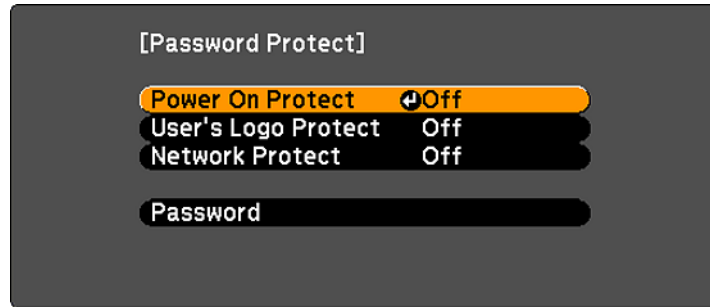 [Password Protect]
Power On Protect Off
User's Logo Protect Off
Network Protect Off
Password